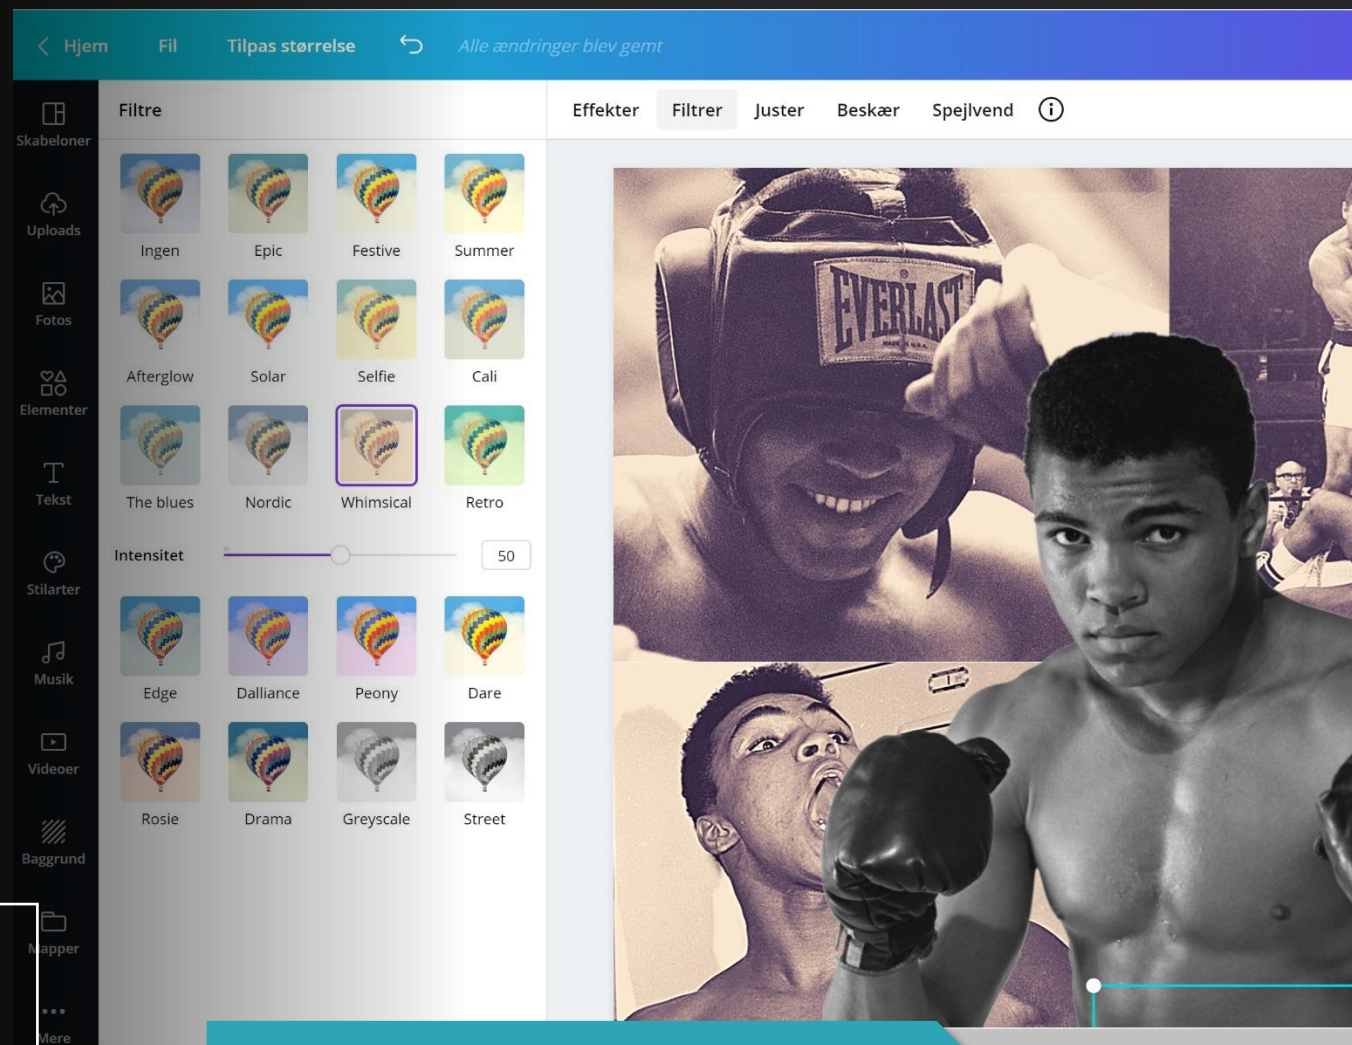 Hjem Fil Tilpas størrelse Alle ændringer blev gemt
Skabeloner
Uploads
Fotos
Elementer
Tekst
Stilarter
Musik
Videoer
Baggrund
Mapper
Mere
Filtre
Ingen Epic Festive Summer
Afterglow Solar Selfie Cali
The blues Nordic Whimsical Retro
Intensitet 50
Edge Dalliance Peony Dare
Rosie Drama Greyscale Street
Effekter Filtrer Juster Beskær Spejlvend
®
EVERLAST
MADE IN U.S.A.